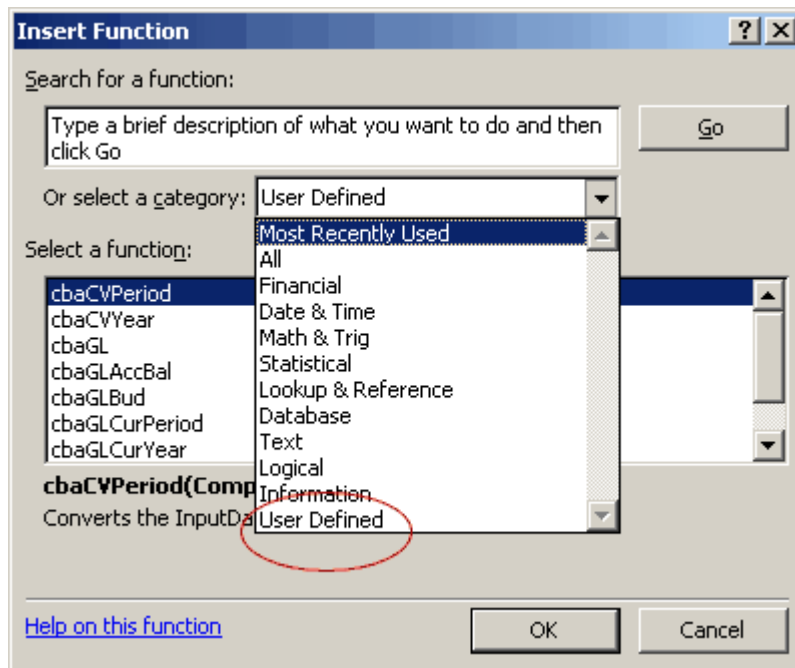 Insert Function
Search for a function:
Type a brief description of what you want to do and then
click Go
Go
Or select a category: User Defined
Most Recently Used
All
Financial
Date & Time
Math & Trig
Statistical
Lookup & Reference
Database
Text
Logical
Information
User Defined
Select a function:
cbaCVPeriod
cbaCVYear
cbaGL
cbaGLAccBal
cbaGLBud
cbaGLCurPeriod
cbaGLCurYear
cbaCVPeriod(Comp
Converts the InputDa
Help on this function
OK
Cancel